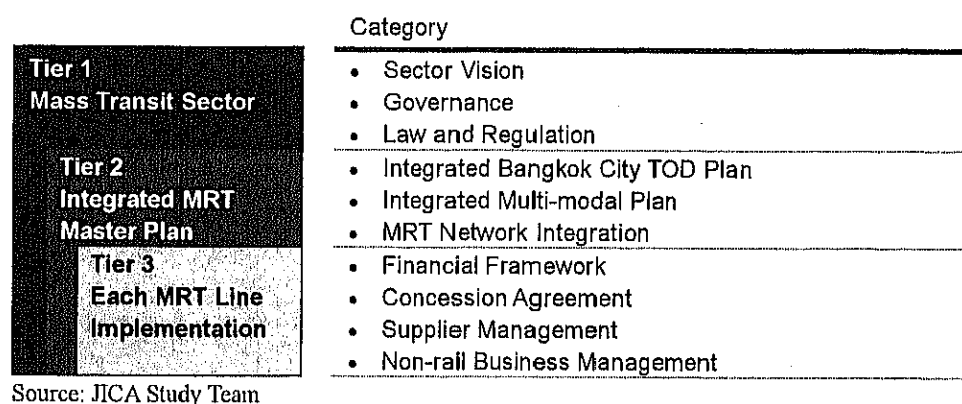 Category
Tier 1
Mass Transit Sector
• Sector Vision
• Governance
• Law and Regulation
Tier 2
Integrated MRT
Master Plan
• Integrated Bangkok City TOD Plan
• Integrated Multi-modal Plan
• MRT Network Integration
Tier 3
Each MRT Line
Implementation
• Financial Framework
• Concession Agreement
• Supplier Management
• Non-rail Business Management
Source: JICA Study Team